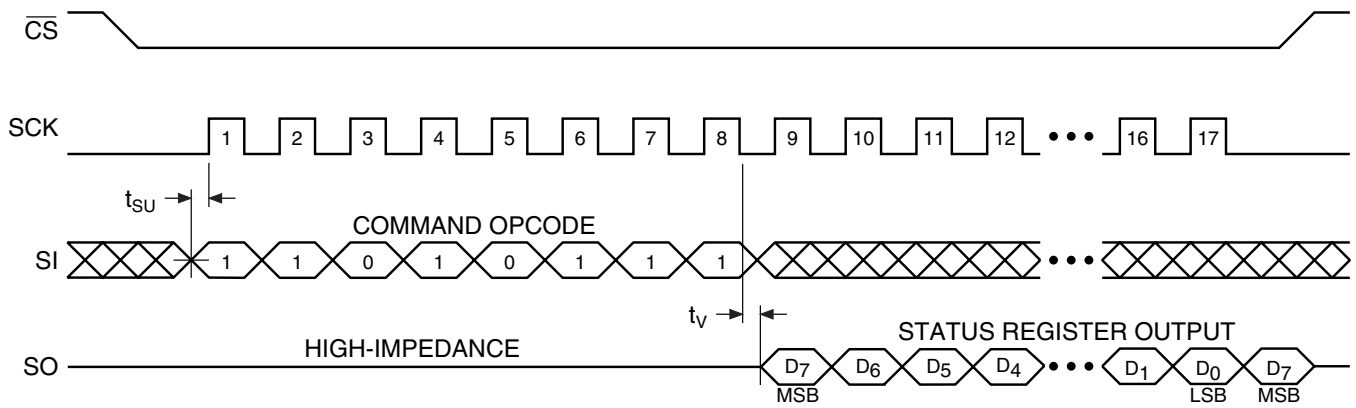 CS
SCK
1 2 3 4 5 6 7 8 9 10 11 12 ••• 16 17
tSU
COMMAND OPCODE
SI
1 1 0 1 0 1 1 1 •••
tV
STATUS REGISTER OUTPUT
HIGH-IMPEDANCE
SO
D7 D6 D5 D4 ••• D1 D0 D7
MSB LSB MSB